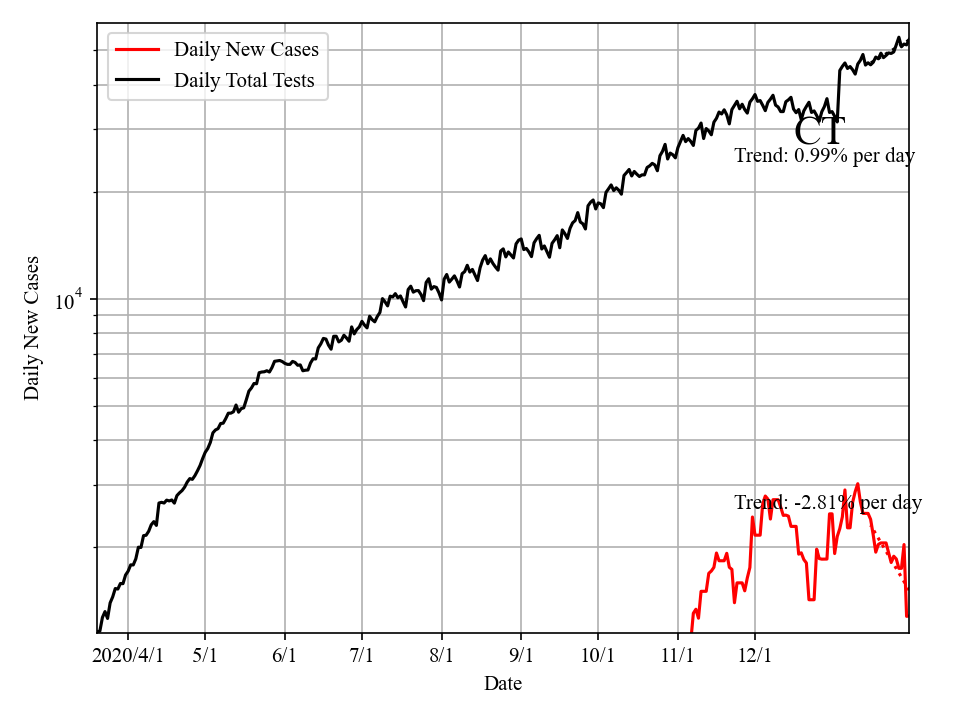 Daily New Cases
Daily Total Tests
CT
Trend: 0.99% per day
Trend: -2.81% per day
Daily New Cases
10^4
2020/4/1 5/1 6/1 7/1 8/1 9/1 10/1 11/1 12/1
Date